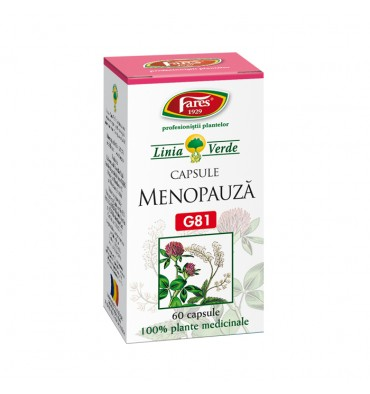 Fares
1929
profesioniștii plantelor
Linia Verde
CAPSULE
MENOPAUZĂ
G81
60 capsule
100% plante medicinale